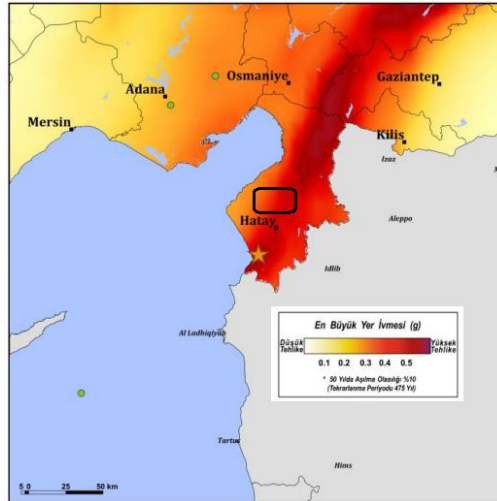 Osmaniye
Gaziantep
Adana
Mersin
Kilis
Izaz
Aleppo
Hatay
Idlib
Al Ladhiqiyah
En Büyük Yer İvmesi (g)
Düşük
Tehlike
Yüksek
Tehlike
0.1 0.2 0.3 0.4 0.5
* 50 Yılda Aşılma Olasılığı %10
(Tekrarlanma Periyodu 475 Yıl)
Tartus
Hims
5 0 25 50 km